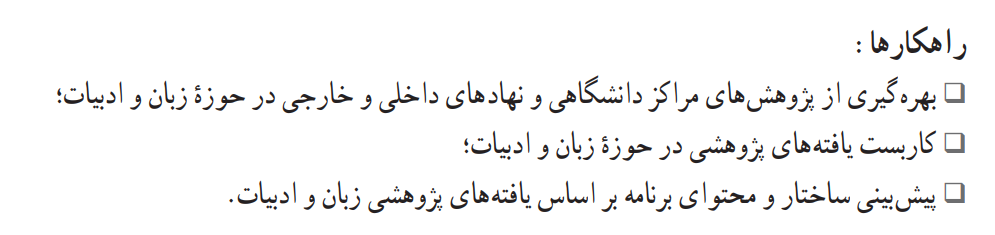 راهکارها :
❑ بهره‌گیری از پژوهش‌های مراکز دانشگاهی و نهادهای داخلی و خارجی در حوزهٔ زبان و ادبیات؛
❑ کاربست یافته‌های پژوهشی در حوزهٔ زبان و ادبیات؛
❑ پیش‌بینی ساختار و محتوای برنامه بر اساس یافته‌های پژوهشی زبان و ادبیات.